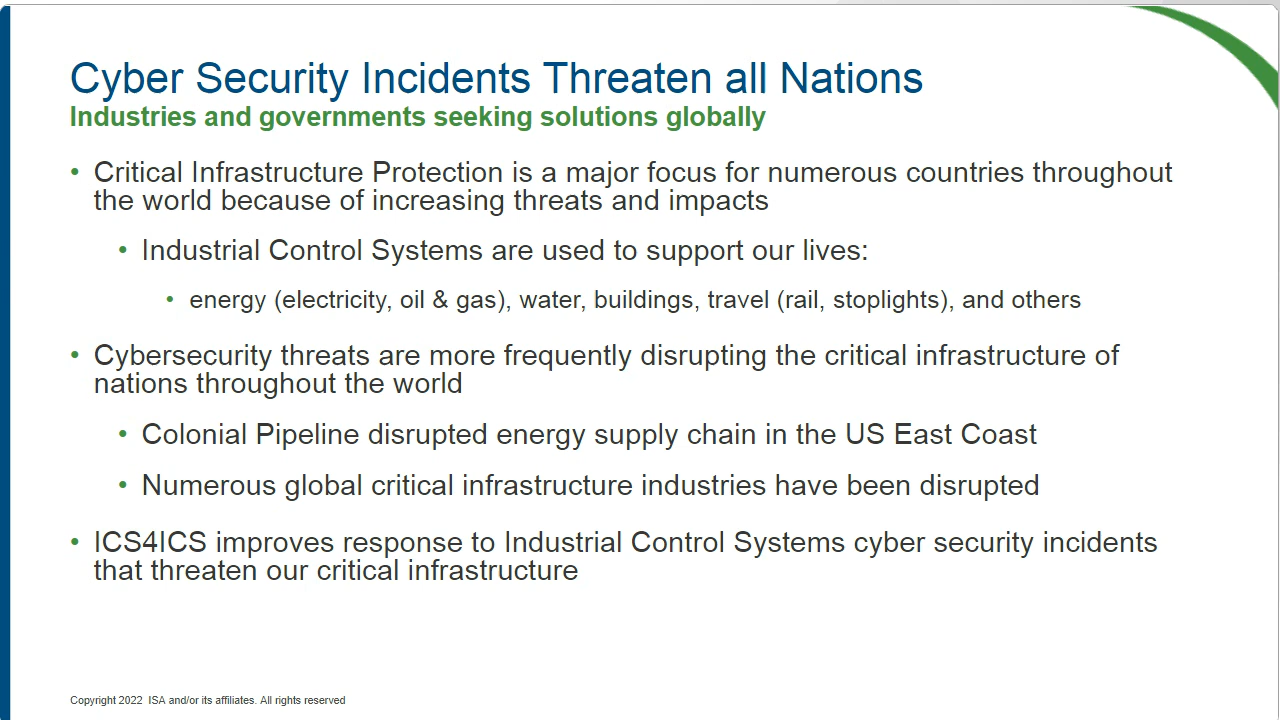 Cyber Security Incidents Threaten all Nations
Industries and governments seeking solutions globally
• Critical Infrastructure Protection is a major focus for numerous countries throughout
the world because of increasing threats and impacts
• Industrial Control Systems are used to support our lives:
• energy (electricity, oil & gas), water, buildings, travel (rail, stoplights), and others
• Cybersecurity threats are more frequently disrupting the critical infrastructure of
nations throughout the world
• Colonial Pipeline disrupted energy supply chain in the US East Coast
• Numerous global critical infrastructure industries have been disrupted
• ICS4ICS improves response to Industrial Control Systems cyber security incidents
that threaten our critical infrastructure
Copyright 2022 ISA and/or its affiliates. All rights reserved